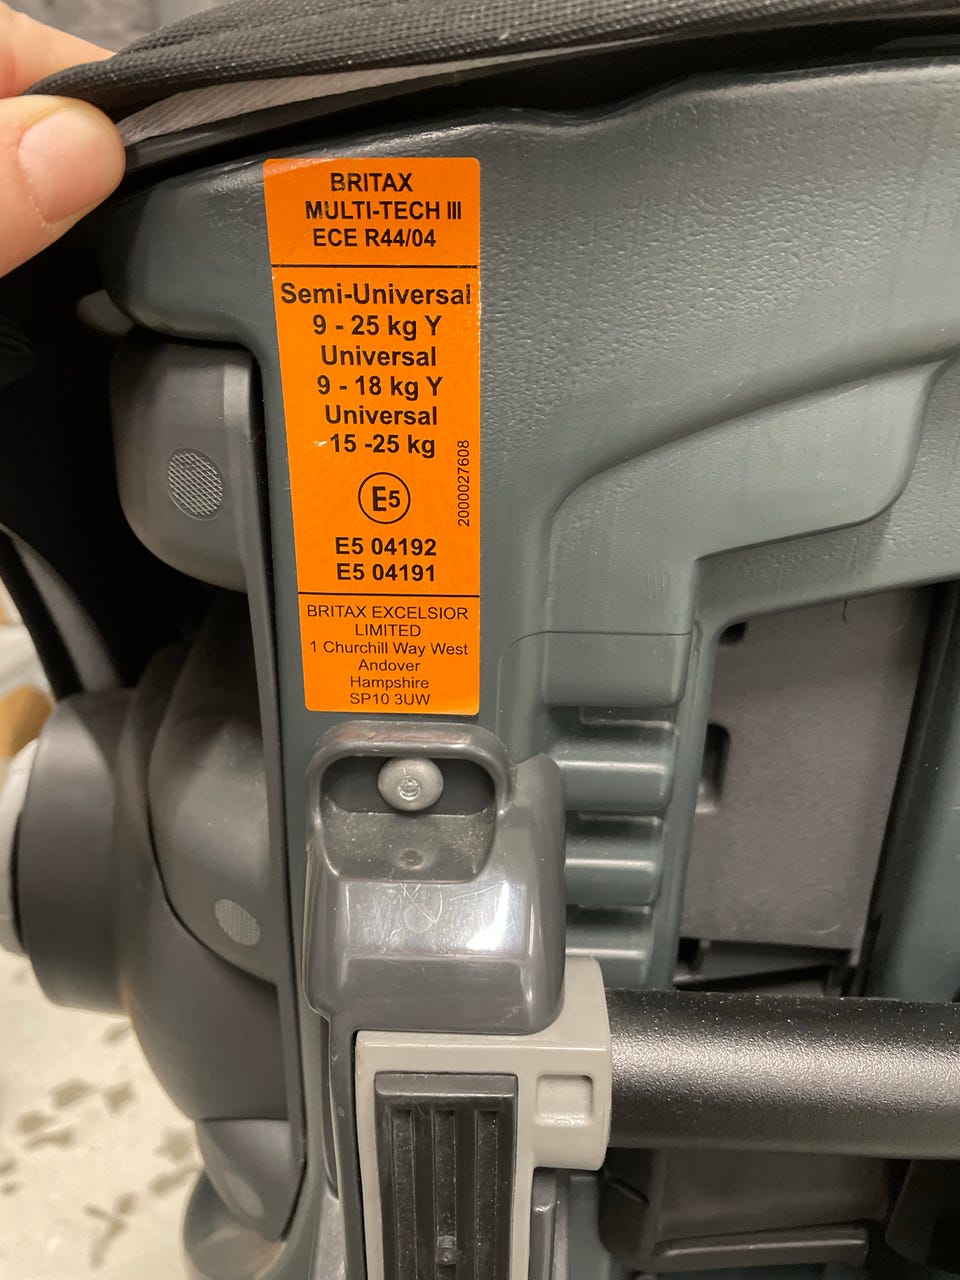 BRITAX
MULTI-TECH III
ECE R44/04
Semi-Universal
9 - 25 kg Y
Universal
9 - 18 kg Y
Universal
15 -25 kg
E5
2000027608
E5 04192
E5 04191
BRITAX EXCELSIOR
LIMITED
1 Churchill Way West
Andover
Hampshire
SP10 3UW